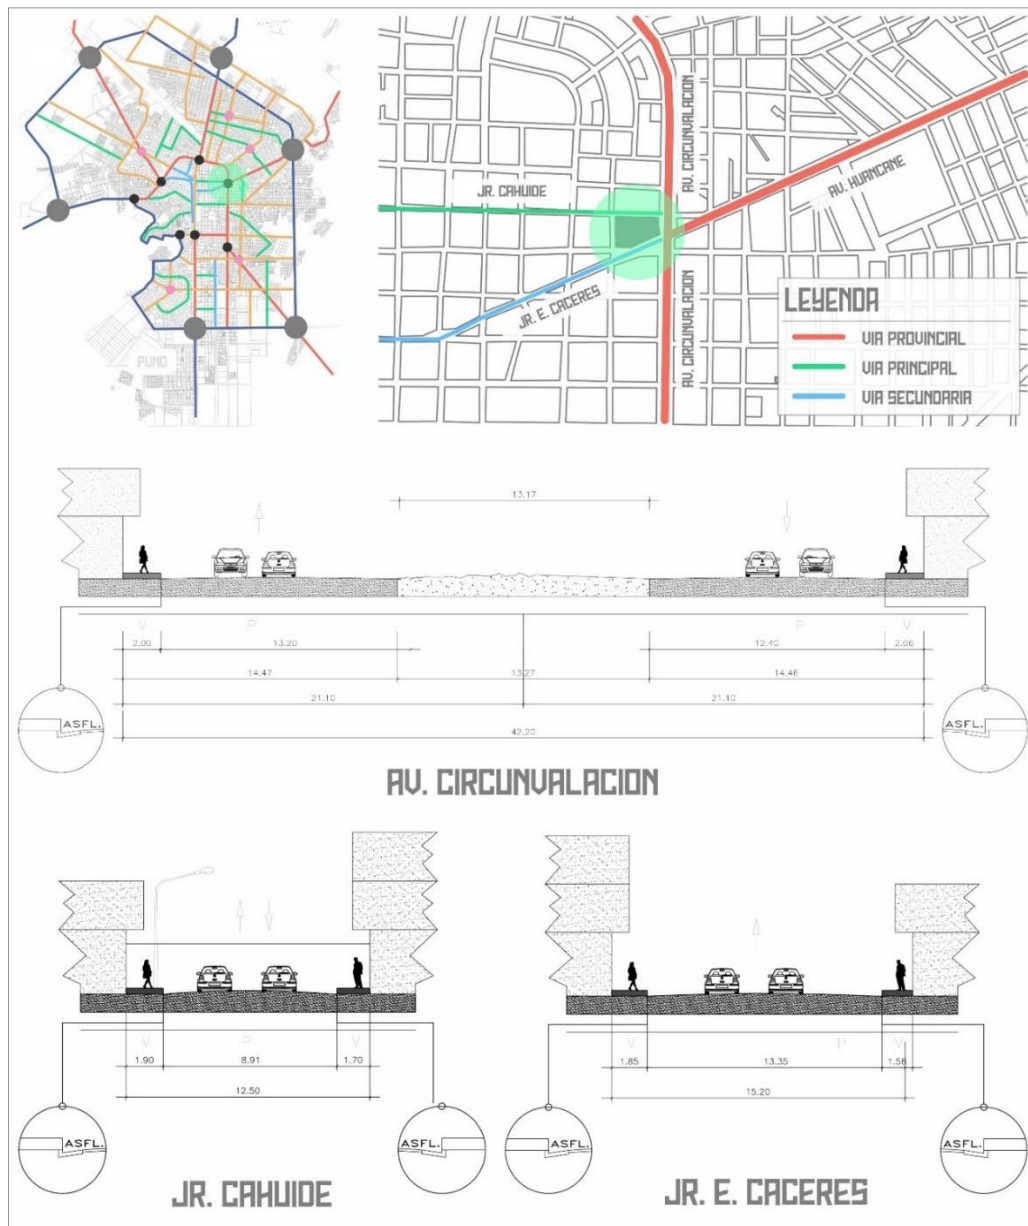 PUNO
AV. CIRCUNVALACION
AV. HUANCANE
JR. CAHUIDE
JR. E. CACERES
AV. CIRCUNVALACION
LEYENDA
VIA PROVINCIAL
VIA PRINCIPAL
VIA SECUNDARIA
13.17
V P P V
2.00 13.20 12.40 2.06
14.47 13.27 14.46
21.10 21.10
42.20
ASFL. ASFL.
AV. CIRCUNVALACION
V P V
1.90 8.91 1.70
12.50
ASFL. ASFL.
JR. CAHUIDE
V P V
1.85 13.35 1.58
15.20
ASFL. ASFL.
JR. E. CACERES